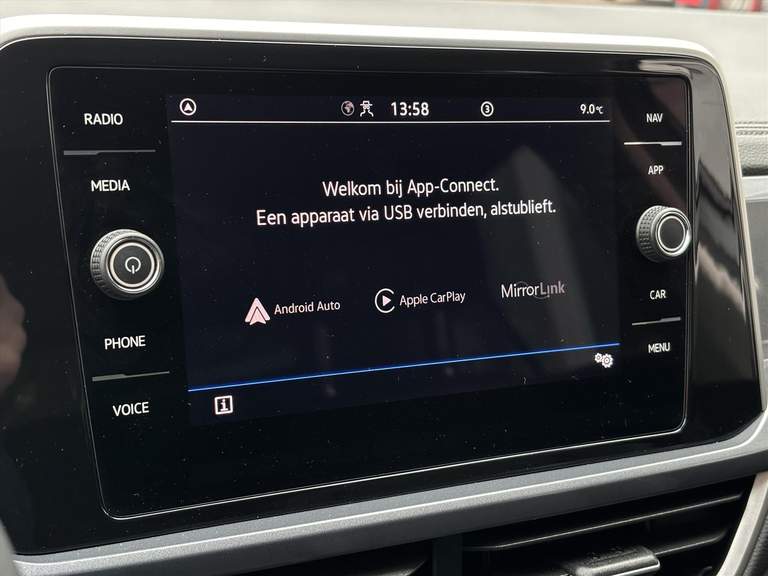 RADIO
MEDIA
PHONE
VOICE
13:58
3
9.0°C
Welkom bij App-Connect.
Een apparaat via USB verbinden, alstublieft.
Android Auto
Apple CarPlay
MirrorLink
i
NAV
APP
CAR
MENU